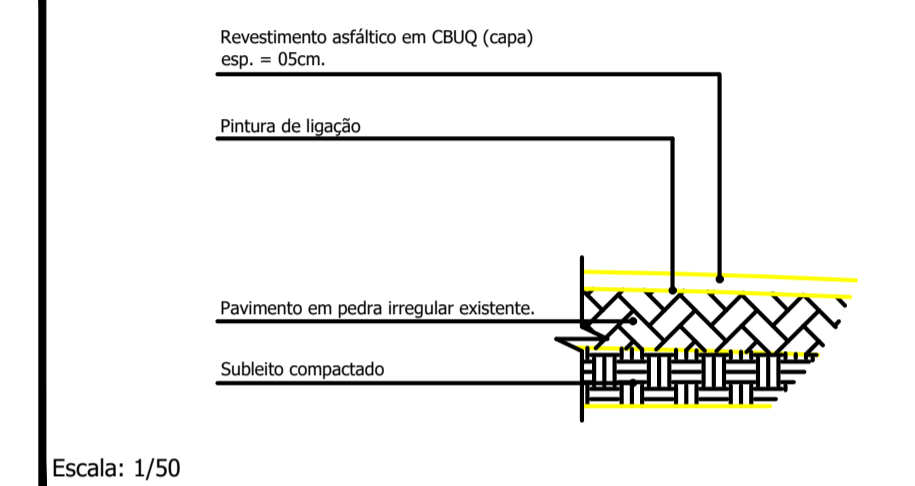 Revestimento asfáltico em CBUQ (capa)
esp. = 05cm.
Pintura de ligação
Pavimento em pedra irregular existente.
Subleito compactado
Escala: 1/50